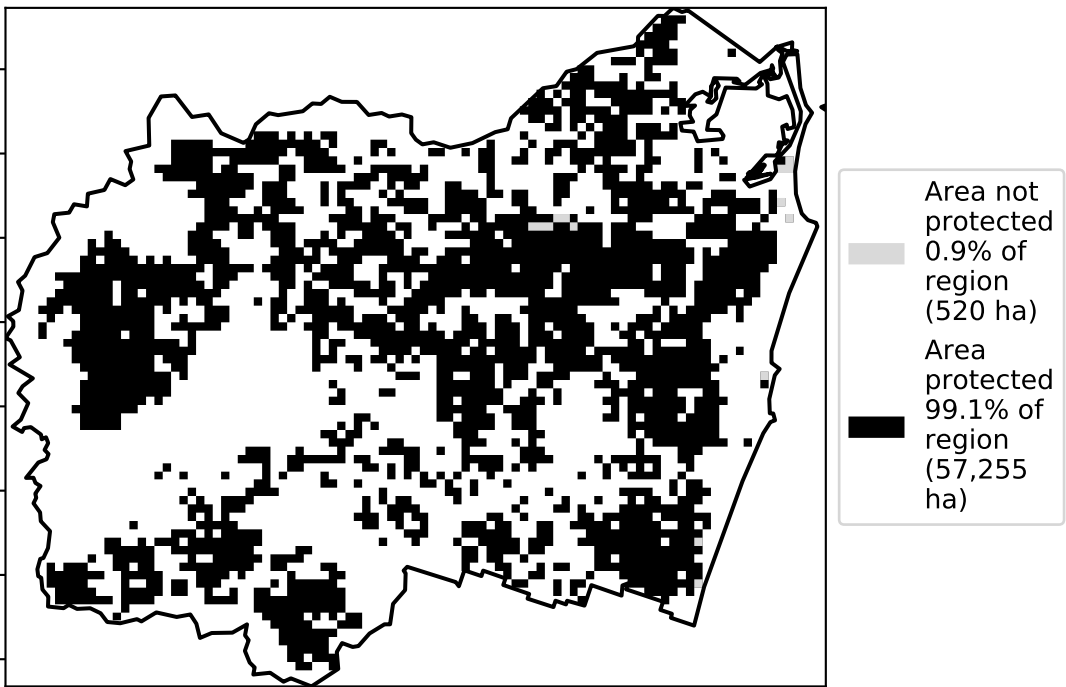 Area not
protected
0.9% of
region
(520 ha)
Area
protected
99.1% of
region
(57,255
ha)